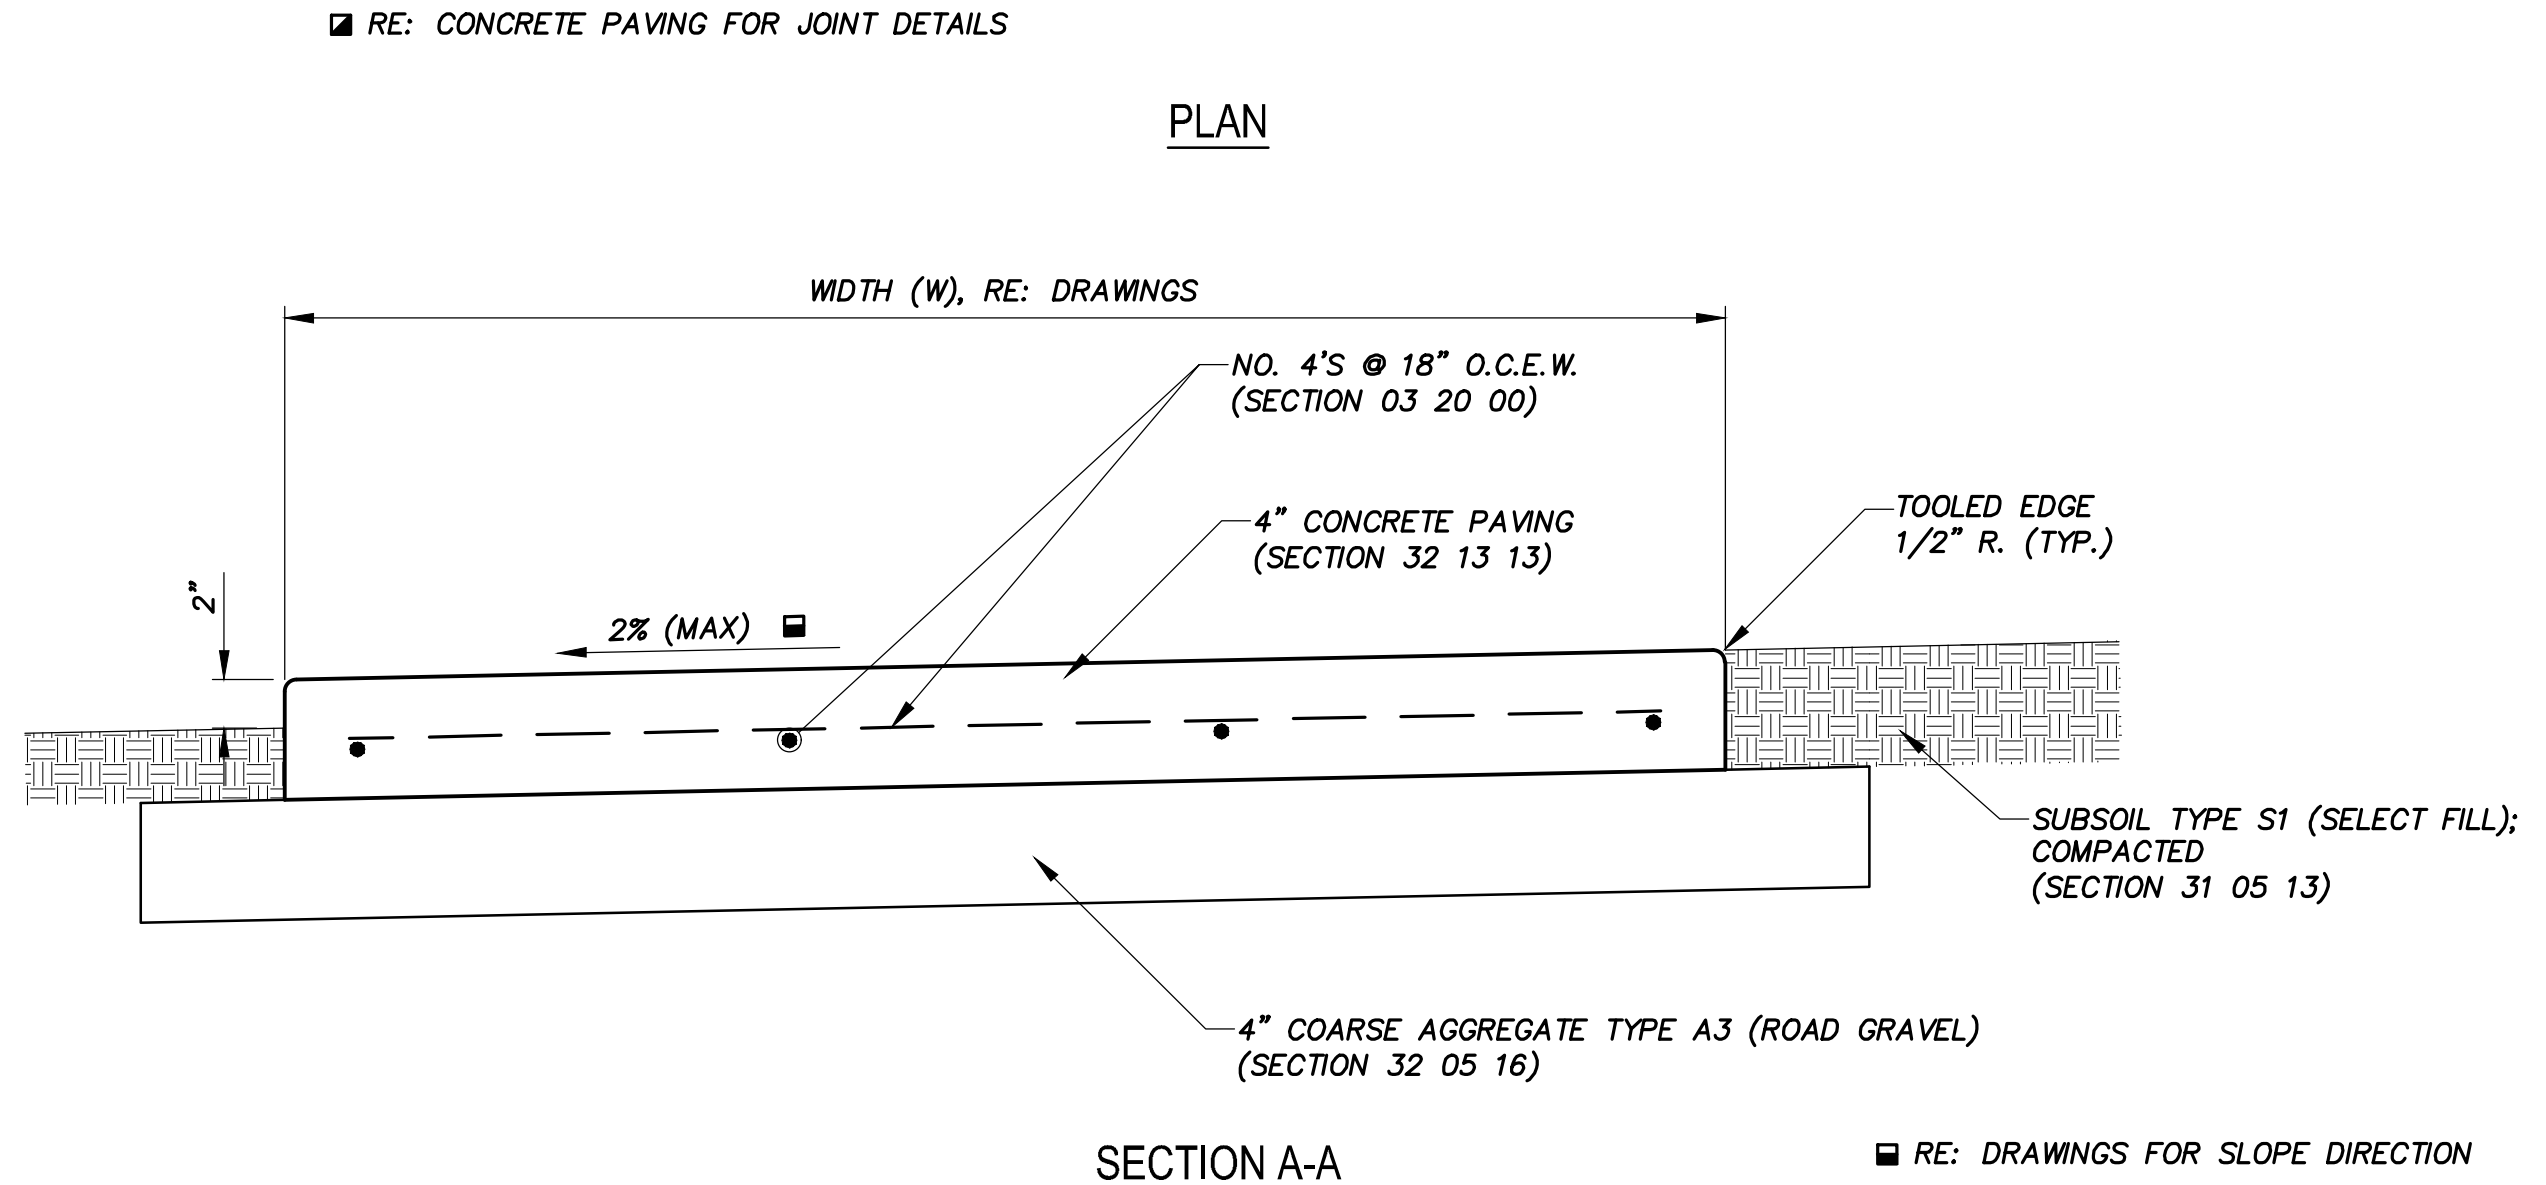 RE: CONCRETE PAVING FOR JOINT DETAILS
PLAN
WIDTH (W), RE: DRAWINGS
NO. 4'S @ 18" O.C.E.W.
(SECTION 03 20 00)
4" CONCRETE PAVING
(SECTION 32 13 13)
TOOLED EDGE
1/2" R. (TYP.)
2"
2% (MAX)
SUBSOIL TYPE S1 (SELECT FILL);
COMPACTED
(SECTION 31 05 13)
4" COARSE AGGREGATE TYPE A3 (ROAD GRAVEL)
(SECTION 32 05 16)
SECTION A-A
RE: DRAWINGS FOR SLOPE DIRECTION